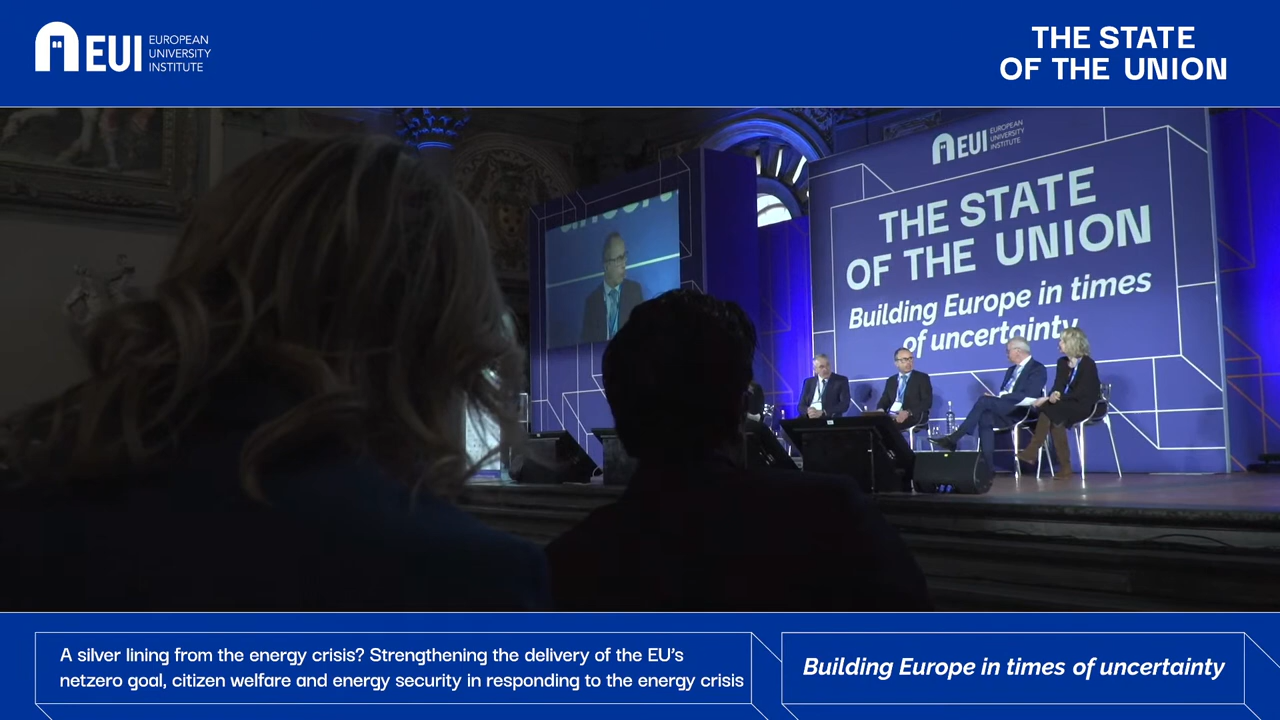 EUI
EUROPEAN
UNIVERSITY
INSTITUTE
THE STATE
OF THE UNION
EUI
EUROPEAN
UNIVERSITY
INSTITUTE
THE STATE
OF THE UNION
Building Europe in times
of uncertainty
A silver lining from the energy crisis? Strengthening the delivery of the EU's
netzero goal, citizen welfare and energy security in responding to the energy crisis
Building Europe in times of uncertainty